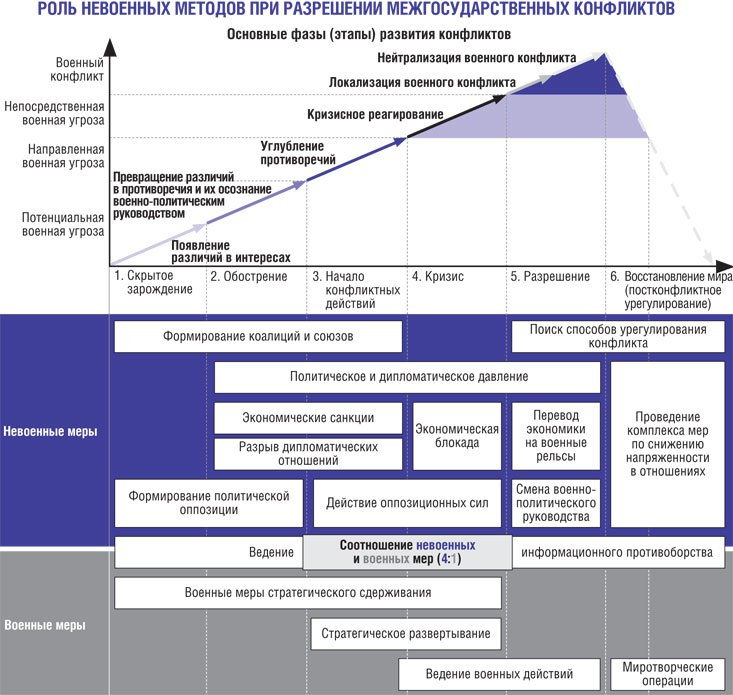 РОЛЬ НЕВОЕННЫХ МЕТОДОВ ПРИ РАЗРЕШЕНИИ МЕЖГОСУДАРСТВЕННЫХ КОНФЛИКТОВ
Основные фазы (этапы) развития конфликтов
Военный
конфликт
Непосредственная
военная угроза
Направленная
военная угроза
Потенциальная
военная угроза
Нейтрализация военного конфликта
Локализация военного конфликта
Кризисное реагирование
Углубление
противоречий
Превращение различий
в противоречия и их осознание
военно-политическим
руководством
Появление
различий в интересах
1. Скрытое
зарождение
2. Обострение
3. Начало
конфликтных
действий
4. Кризис
5. Разрешение
6. Восстановление мира
(постконфликтное
урегулирование)
Невоенные меры
Формирование коалиций и союзов
Поиск способов урегулирования
конфликта
Политическое и дипломатическое давление
Экономические санкции
Разрыв дипломатических
отношений
Экономическая
блокада
Перевод
экономики
на военные
рельсы
Проведение
комплекса мер
по снижению
напряженности
в отношениях
Формирование политической
оппозиции
Действие оппозиционных сил
Смена военно-
политического
руководства
Ведение
Соотношение невоенных
и военных мер (4:1)
информационного противоборства
Военные меры
Военные меры стратегического сдерживания
Стратегическое развертывание
Ведение военных действий
Миротворческие
операции